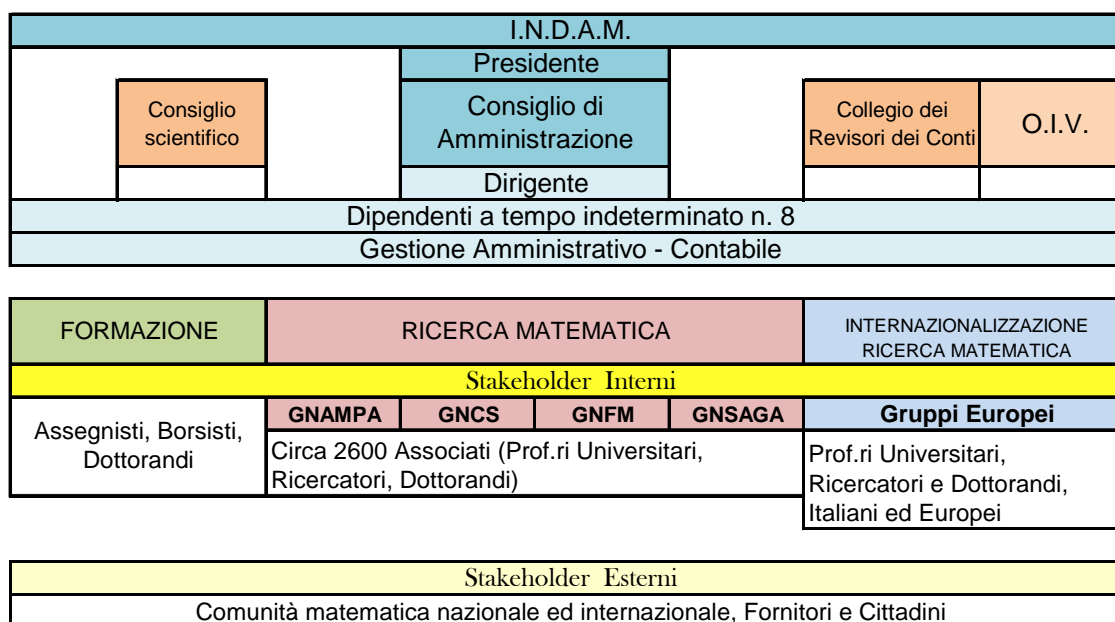 I.N.D.A.M.
Presidente
Consiglio
scientifico
Consiglio di
Amministrazione
Collegio dei
Revisori dei Conti
O.I.V.
Dirigente
Dipendenti a tempo indeterminato n. 8
Gestione Amministrativo - Contabile
FORMAZIONE
RICERCA MATEMATICA
INTERNAZIONALIZZAZIONE
RICERCA MATEMATICA
Stakeholder Interni
Assegnisti, Borsisti,
Dottorandi
GNAMPA
GNCS
GNFM
GNSAGA
Circa 2600 Associati (Prof.ri Universitari,
Ricercatori, Dottorandi)
Gruppi Europei
Prof.ri Universitari,
Ricercatori e Dottorandi,
Italiani ed Europei
Stakeholder Esterni
Comunità matematica nazionale ed internazionale, Fornitori e Cittadini